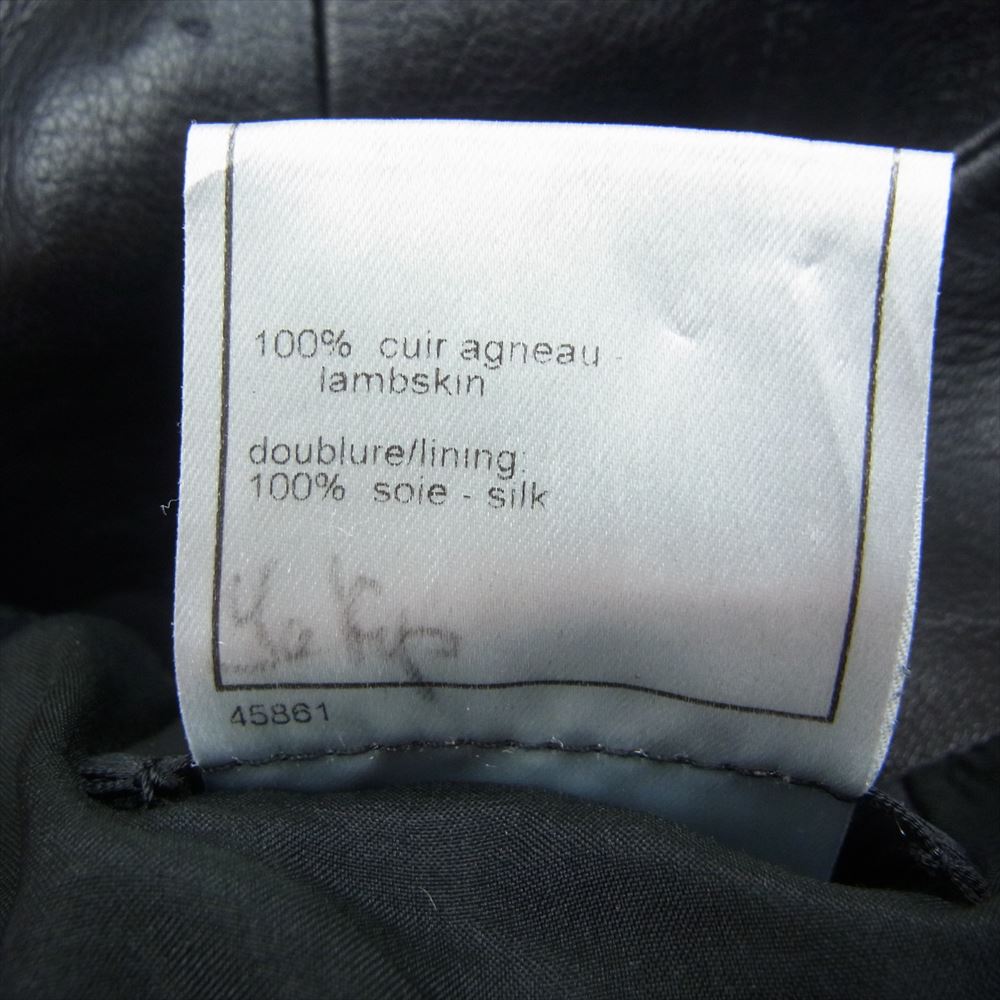 100% cuir agneau -
lambskin
doublure/lining:
100% soie - silk
45861